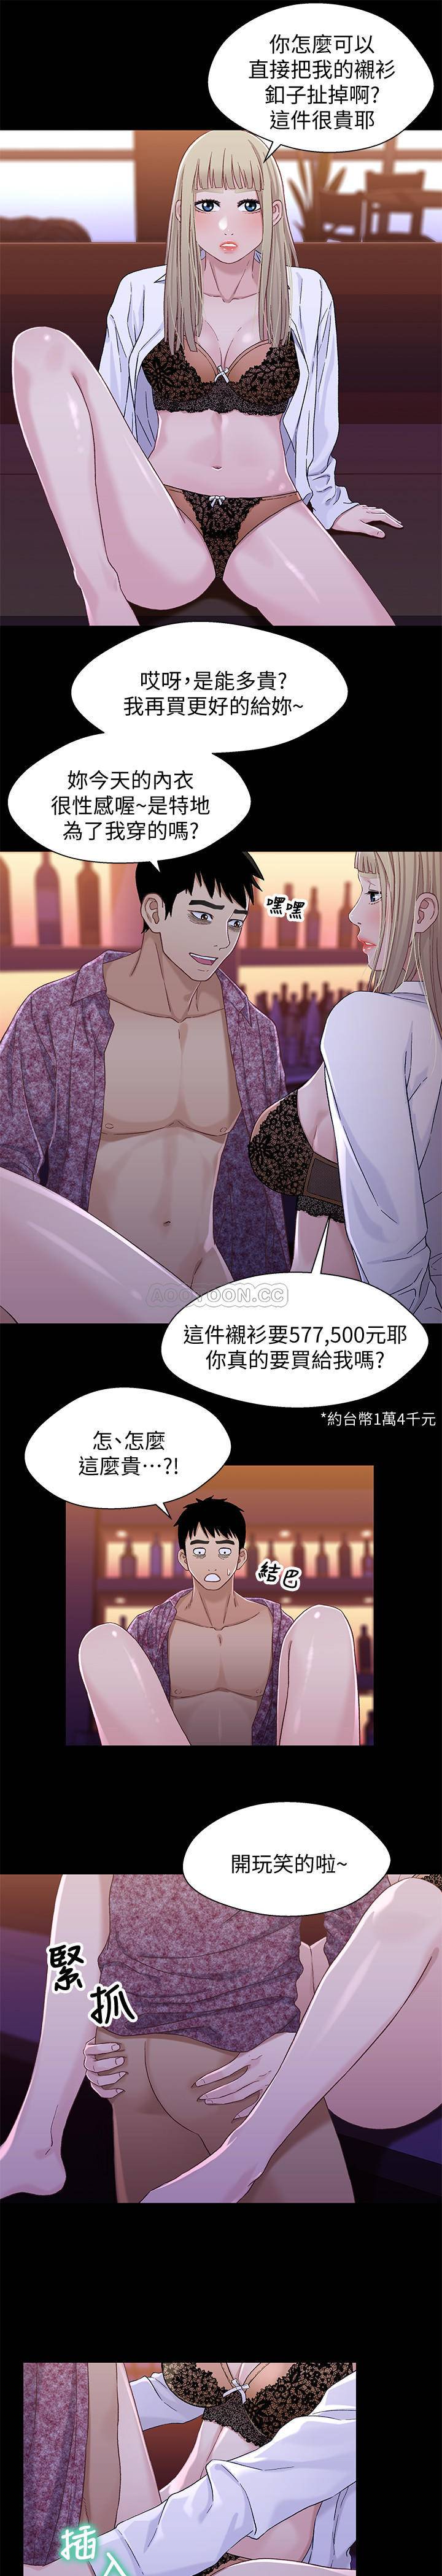 你怎麼可以
直接把我的襯衫
釦子扯掉啊?
這件很貴耶
哎呀，是能多貴?
我再買更好的給妳~
妳今天的內衣
很性感喔~是特地
為了我穿的嗎?
嘿嘿
AQQTOON.CC
這件襯衫要577,500元耶
你真的要買給我嗎?
*約台幣1萬4千元
怎、怎麼
這麼貴⋯?!
結巴
開玩笑的啦~
緊
抓
插
入